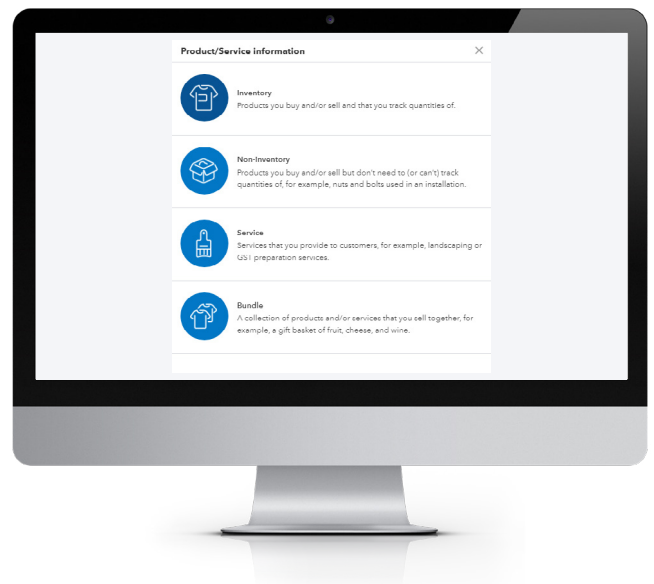 Product/Service information
Inventory
Products you buy and/or sell and that you track quantities of.
Non-Inventory
Products you buy and/or sell but don't need to (or can't) track
quantities of, for example, nuts and bolts used in an installation.
Service
Services that you provide to customers, for example, landscaping or
GST preparation services.
Bundle
A collection of products and/or services that you sell together, for
example, a gift basket of fruit, cheese, and wine.